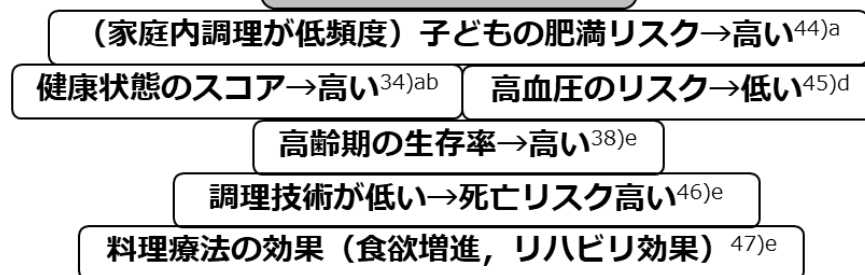 （家庭内調理が低頻度）子どもの肥満リスク→高い44)a
健康状態のスコア→高い34)ab 高血圧のリスク→低い45)d
高齢期の生存率→高い38)e
調理技術が低い→死亡リスク高い46)e
料理療法の効果（食欲増進，リハビリ効果）47)e